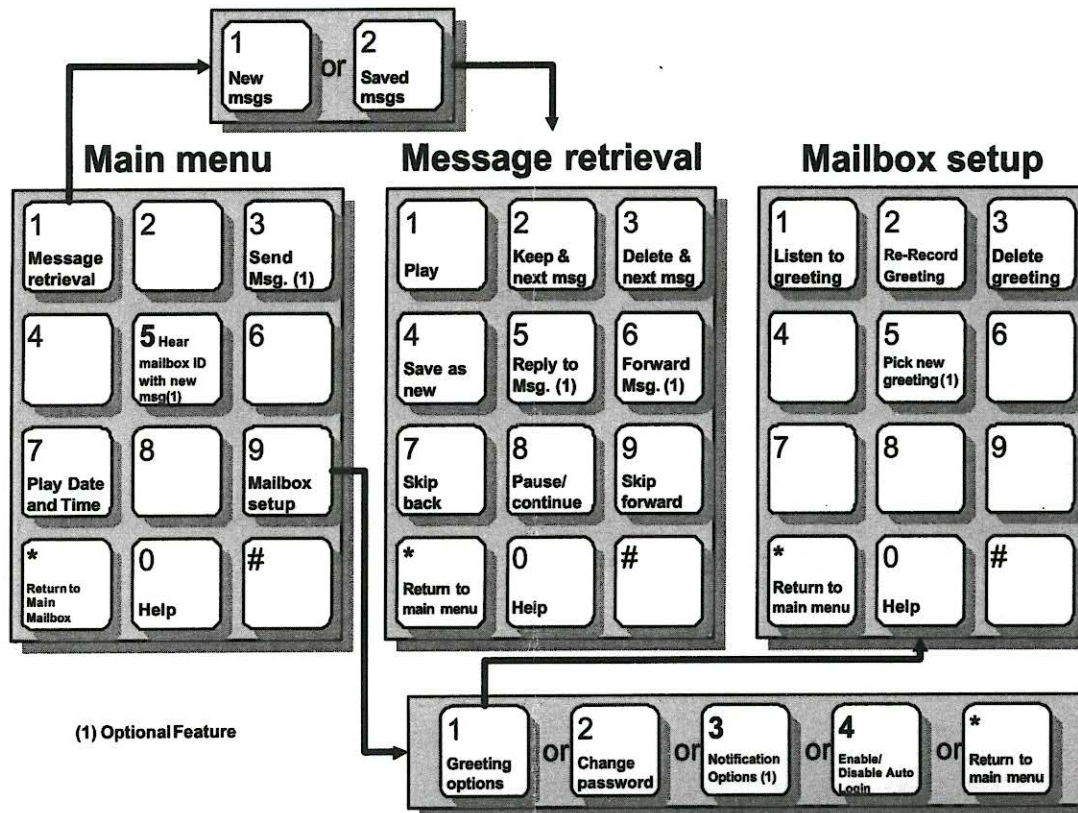 1
New
msgs
or
2
Saved
msgs
Main menu
1
Message
retrieval
2
3
Send
Msg. (1)
4
5 Hear
mailbox ID
with new
msg(1)
6
7
Play Date
and Time
8
9
Mailbox
setup
*
Return to
Main
Mailbox
0
Help
#
Message retrieval
1
Play
2
Keep &
next msg
3
Delete &
next msg
4
Save as
new
5
Reply to
Msg. (1)
6
Forward
Msg. (1)
7
Skip
back
8
Pause/
continue
9
Skip
forward
*
Return to
main menu
0
Help
#
Mailbox setup
1
Listen to
greeting
2
Re-Record
Greeting
3
Delete
greeting
4
5
Pick new
greeting (1)
6
7
8
9
*
Return to
main menu
0
Help
#
(1) Optional Feature
1
Greeting
options
or
2
Change
password
or
3
Notification
Options (1)
or
4
Enable/
Disable Auto
Login
or
*
Return to
main menu